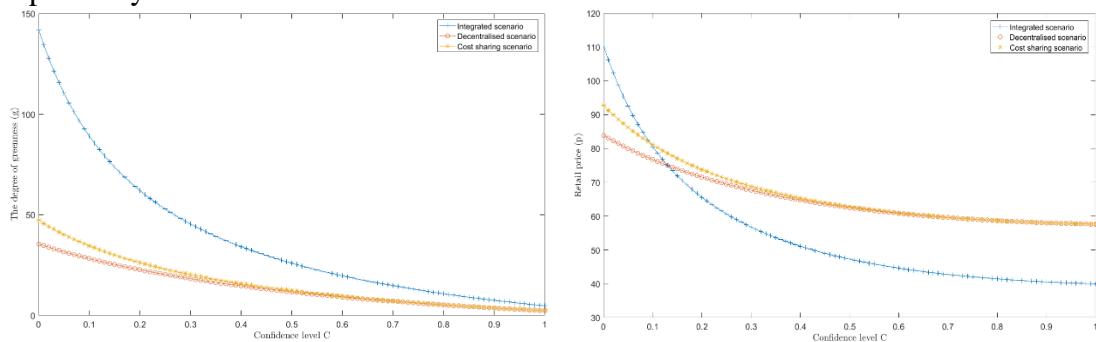 150
100
50
0
0 0.1 0.2 0.3 0.4 0.5 0.6 0.7 0.8 0.9 1
The degree of greenness (g)
Confidence level C
Integrated scenario
Decentralised scenario
Cost sharing scenario
120
110
100
90
80
70
60
50
40
30
0 0.1 0.2 0.3 0.4 0.5 0.6 0.7 0.8 0.9 1
Retail price (p)
Confidence level C
Integrated scenario
Decentralised scenario
Cost sharing scenario